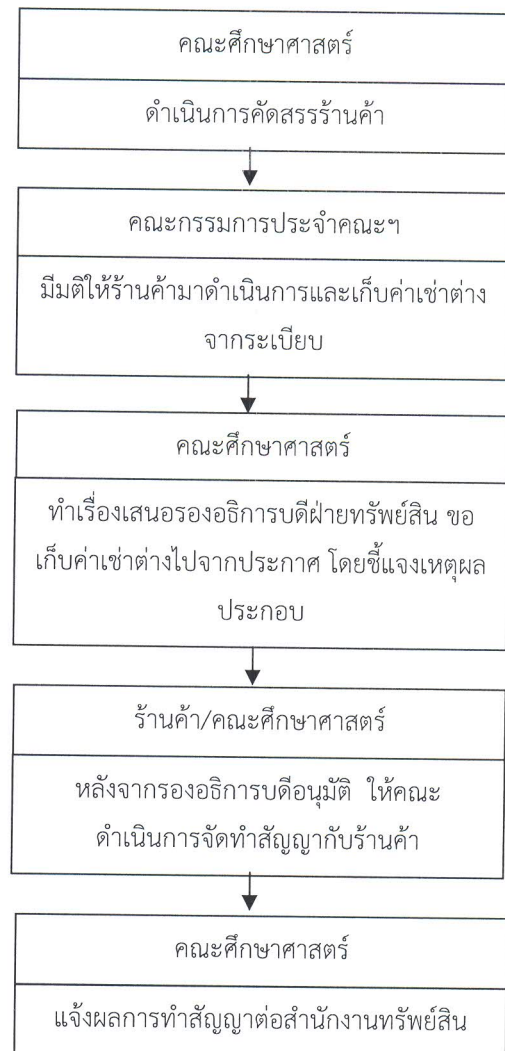 คณะศึกษาศาสตร์
ดำเนินการคัดสรรร้านค้า
คณะกรรมการประจำคณะฯ
มีมติให้ร้านค้ามาดำเนินการและเก็บค่าเช่าต่าง
จากระเบียบ
คณะศึกษาศาสตร์
ทำเรื่องเสนอรองอธิการบดีฝ่ายทรัพย์สิน ขอ
เก็บค่าเช่าต่างไปจากประกาศ โดยชี้แจงเหตุผล
ประกอบ
ร้านค้า/คณะศึกษาศาสตร์
หลังจากรองอธิการบดีอนุมัติ ให้คณะ
ดำเนินการจัดทำสัญญากับร้านค้า
คณะศึกษาศาสตร์
แจ้งผลการทำสัญญาต่อสำนักงานทรัพย์สิน